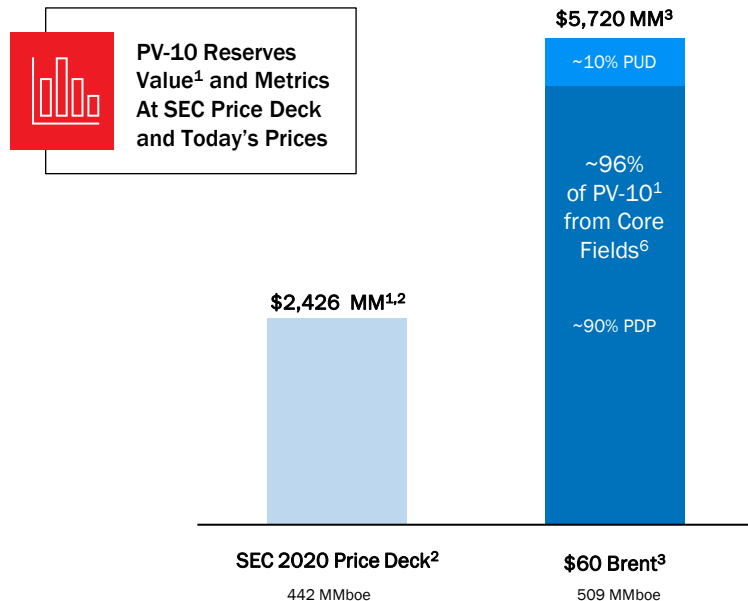 PV-10 Reserves
Value¹ and Metrics
At SEC Price Deck
and Today's Prices
$5,720 MM³
~10% PUD
~96%
of PV-10¹
from Core
Fields⁶
~90% PDP
$2,426 MM¹,²
SEC 2020 Price Deck²
442 MMboe
$60 Brent³
509 MMboe